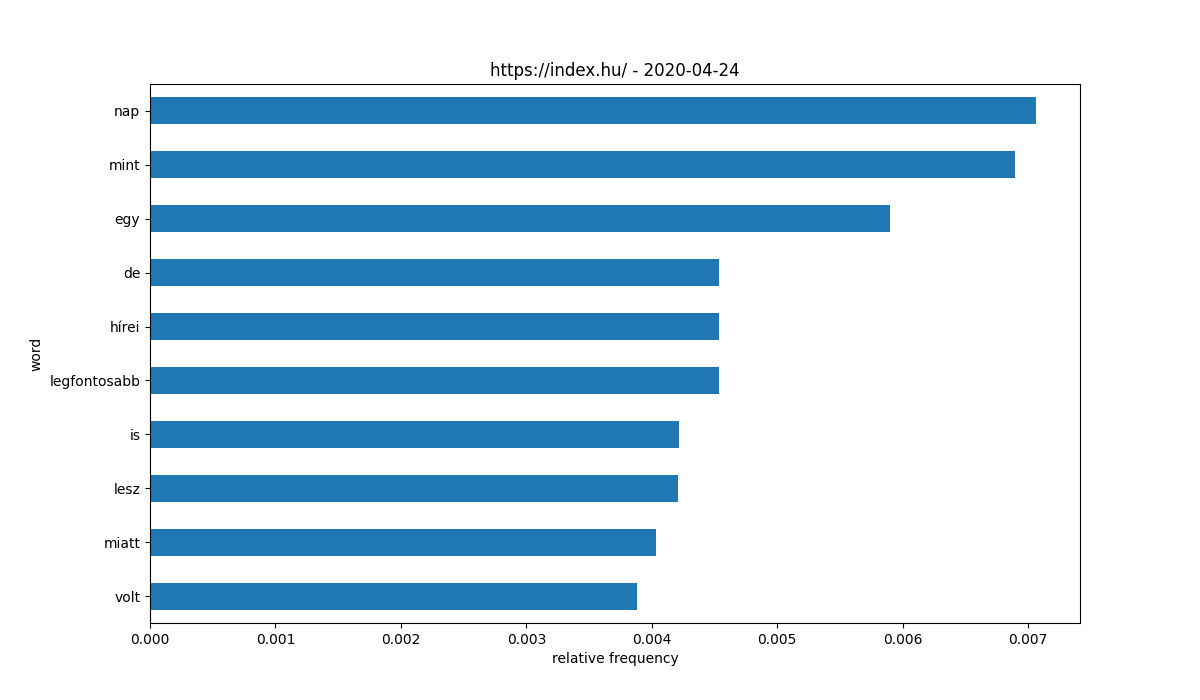 https://index.hu/ - 2020-04-24
nap
mint
egy
de
hírei
legfontosabb
is
lesz
miatt
volt
word
0.000 0.001 0.002 0.003 0.004 0.005 0.006 0.007
relative frequency